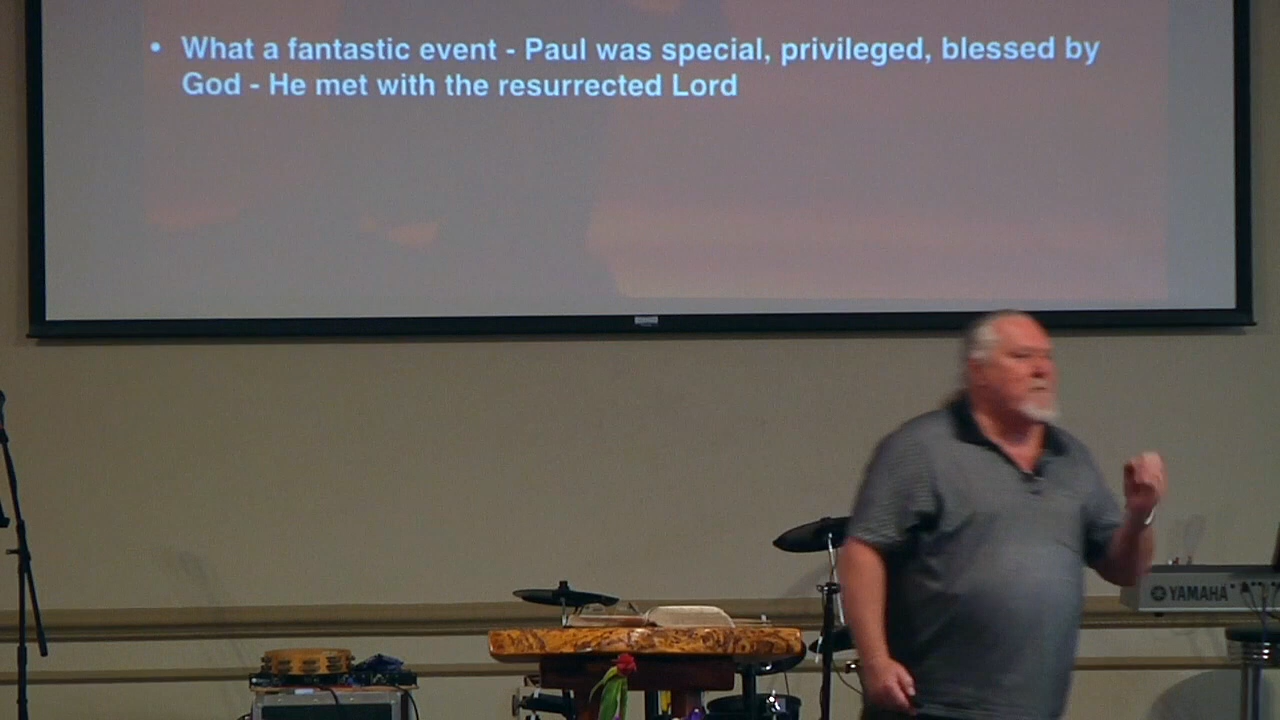 • What a fantastic event - Paul was special, privileged, blessed by
God - He met with the resurrected Lord
YAMAHA